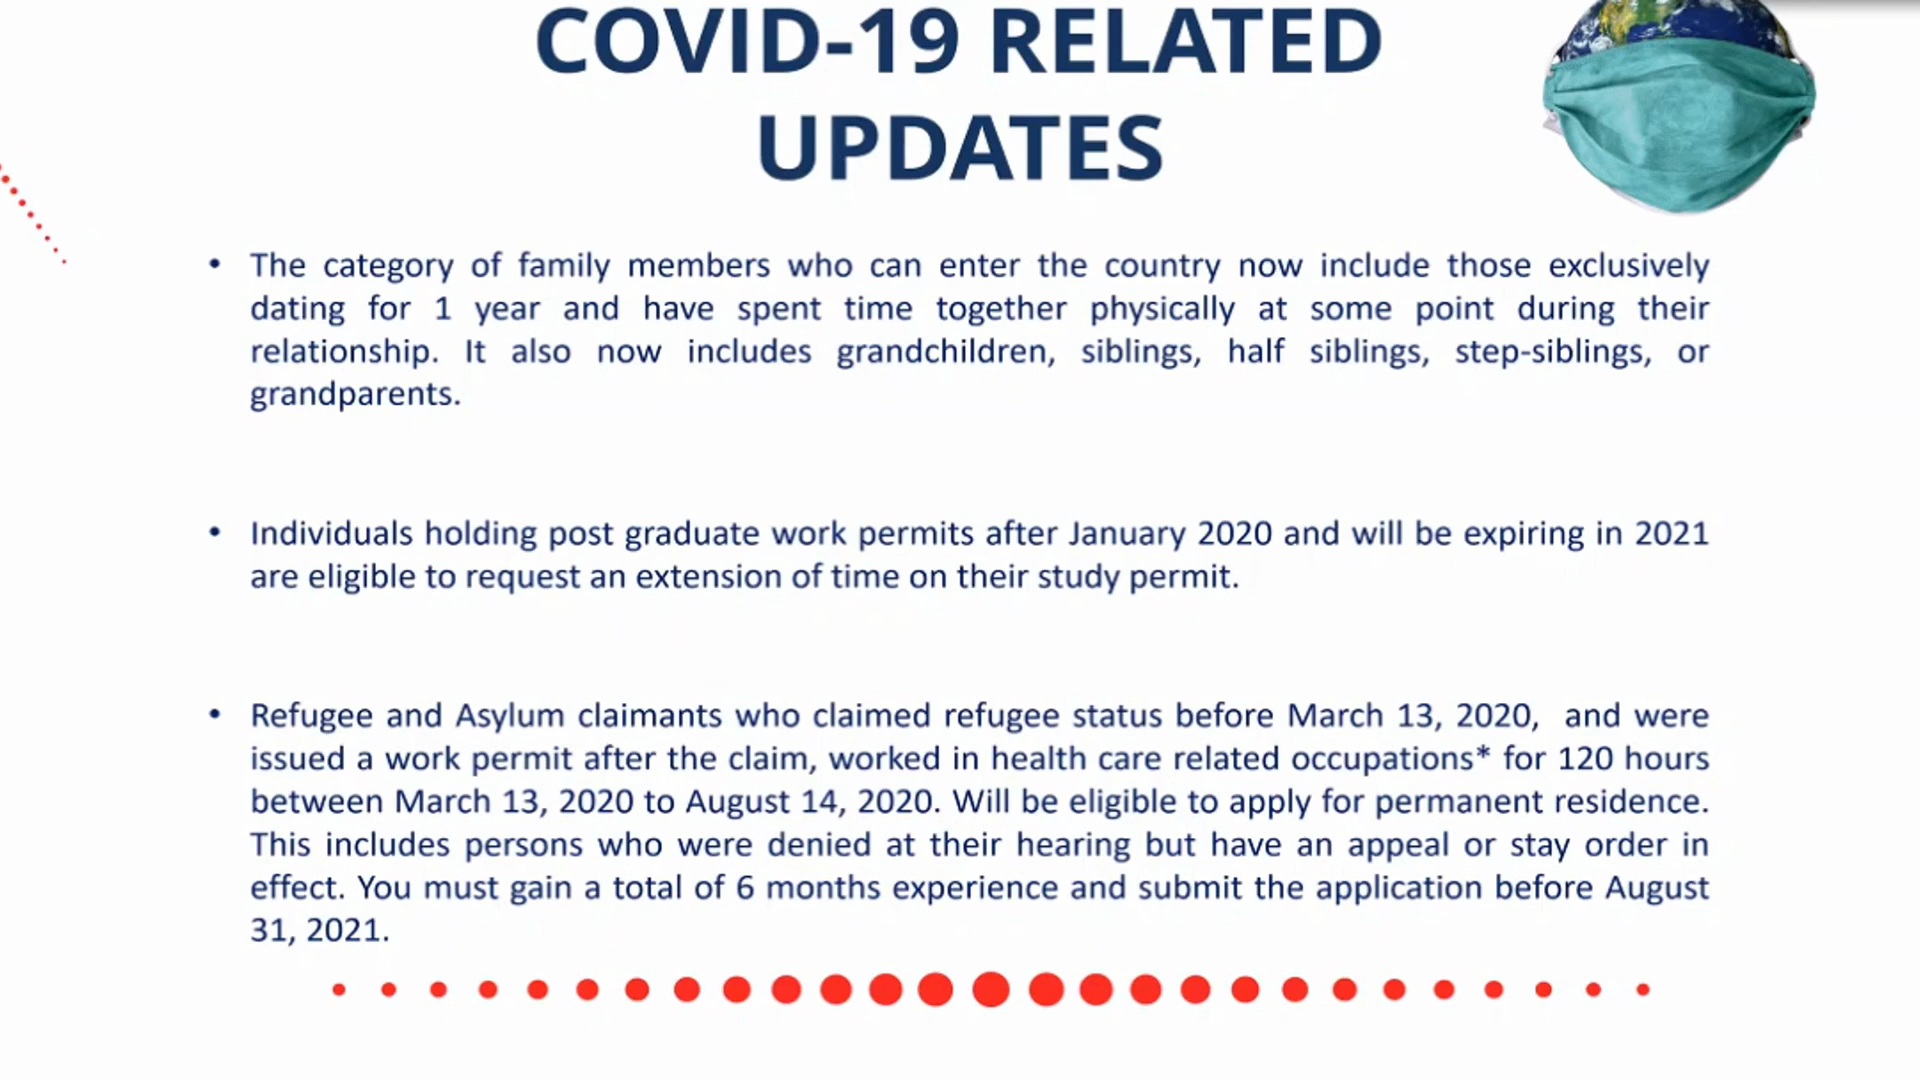 COVID-19 RELATED
UPDATES
• The category of family members who can enter the country now include those exclusively
dating for 1 year and have spent time together physically at some point during their
relationship. It also now includes grandchildren, siblings, half siblings, step-siblings, or
grandparents.
• Individuals holding post graduate work permits after January 2020 and will be expiring in 2021
are eligible to request an extension of time on their study permit.
• Refugee and Asylum claimants who claimed refugee status before March 13, 2020, and were
issued a work permit after the claim, worked in health care related occupations* for 120 hours
between March 13, 2020 to August 14, 2020. Will be eligible to apply for permanent residence.
This includes persons who were denied at their hearing but have an appeal or stay order in
effect. You must gain a total of 6 months experience and submit the application before August
31, 2021.